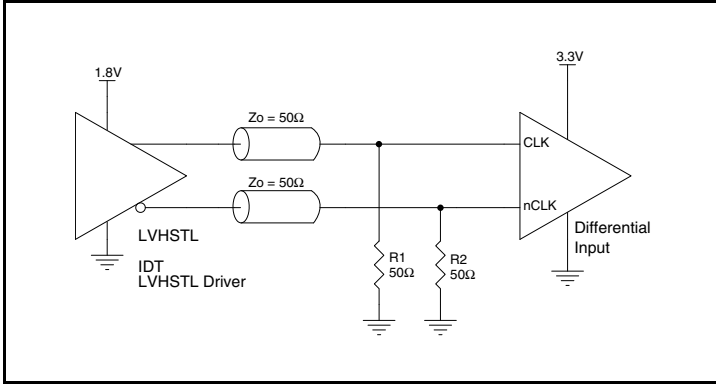 1.8V
3.3V
Zo = 50Ω
CLK
Zo = 50Ω
nCLK
LVHSTL
IDT
LVHSTL Driver
R1
50Ω
R2
50Ω
Differential
Input